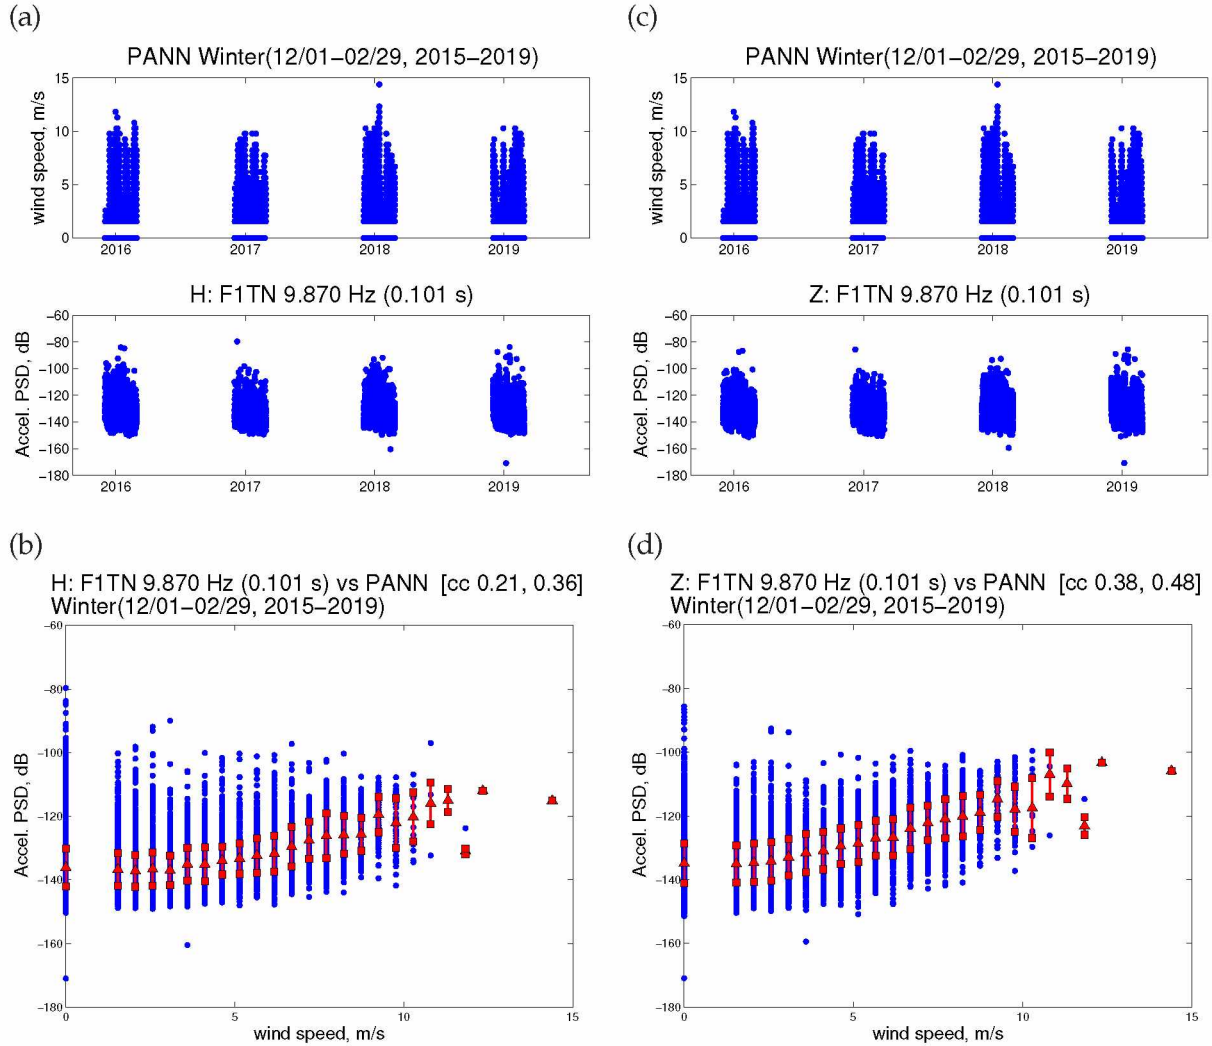 (a)
PANN Winter(12/01−02/29, 2015−2019)
wind speed, m/s
15
10
5
0
2016 2017 2018 2019
H: F1TN 9.870 Hz (0.101 s)
Accel. PSD, dB
−60
−80
−100
−120
−140
−160
−180
2016 2017 2018 2019
(c)
PANN Winter(12/01−02/29, 2015−2019)
wind speed, m/s
15
10
5
0
2016 2017 2018 2019
Z: F1TN 9.870 Hz (0.101 s)
Accel. PSD, dB
−60
−80
−100
−120
−140
−160
−180
2016 2017 2018 2019
(b)
H: F1TN 9.870 Hz (0.101 s) vs PANN [cc 0.21, 0.36]
Winter(12/01−02/29, 2015−2019)
Accel. PSD, dB
−60
−80
−100
−120
−140
−160
−180
0 5 10 15
wind speed, m/s
(d)
Z: F1TN 9.870 Hz (0.101 s) vs PANN [cc 0.38, 0.48]
Winter(12/01−02/29, 2015−2019)
Accel. PSD, dB
−60
−80
−100
−120
−140
−160
−180
0 5 10 15
wind speed, m/s